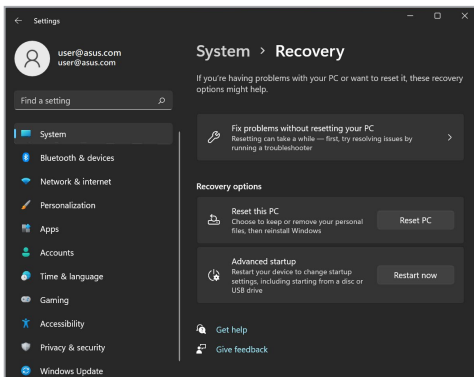 Settings
user@asus.com
user@asus.com
Find a setting
System
Bluetooth & devices
Network & internet
Personalization
Apps
Accounts
Time & language
Gaming
Accessibility
Privacy & security
Windows Update
System > Recovery
If you're having problems with your PC or want to reset it, these recovery
options might help.
Fix problems without resetting your PC
Resetting can take a while — first, try resolving issues by
running a troubleshooter
Recovery options
Reset this PC
Choose to keep or remove your personal
files, then reinstall Windows
Reset PC
Advanced startup
Restart your device to change startup
settings, including starting from a disc or
USB drive
Restart now
Get help
Give feedback